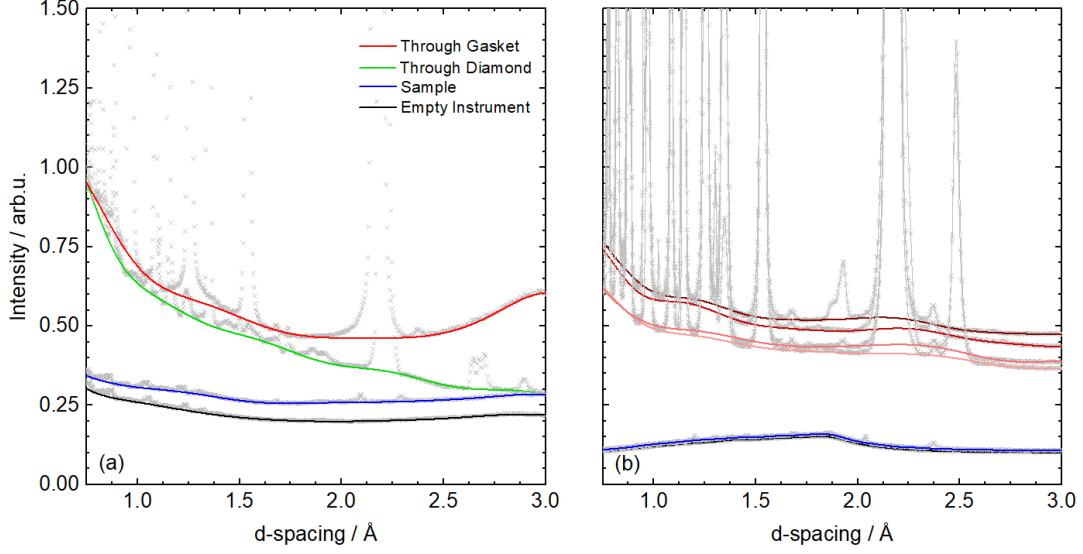 1.50
1.25
1.00
0.75
0.50
0.25
0.00
Intensity / arb.u.
Through Gasket
Through Diamond
Sample
Empty Instrument
(a)
1.0
1.5
2.0
2.5
3.0
d-spacing / Å
(b)
1.0
1.5
2.0
2.5
3.0
d-spacing / Å